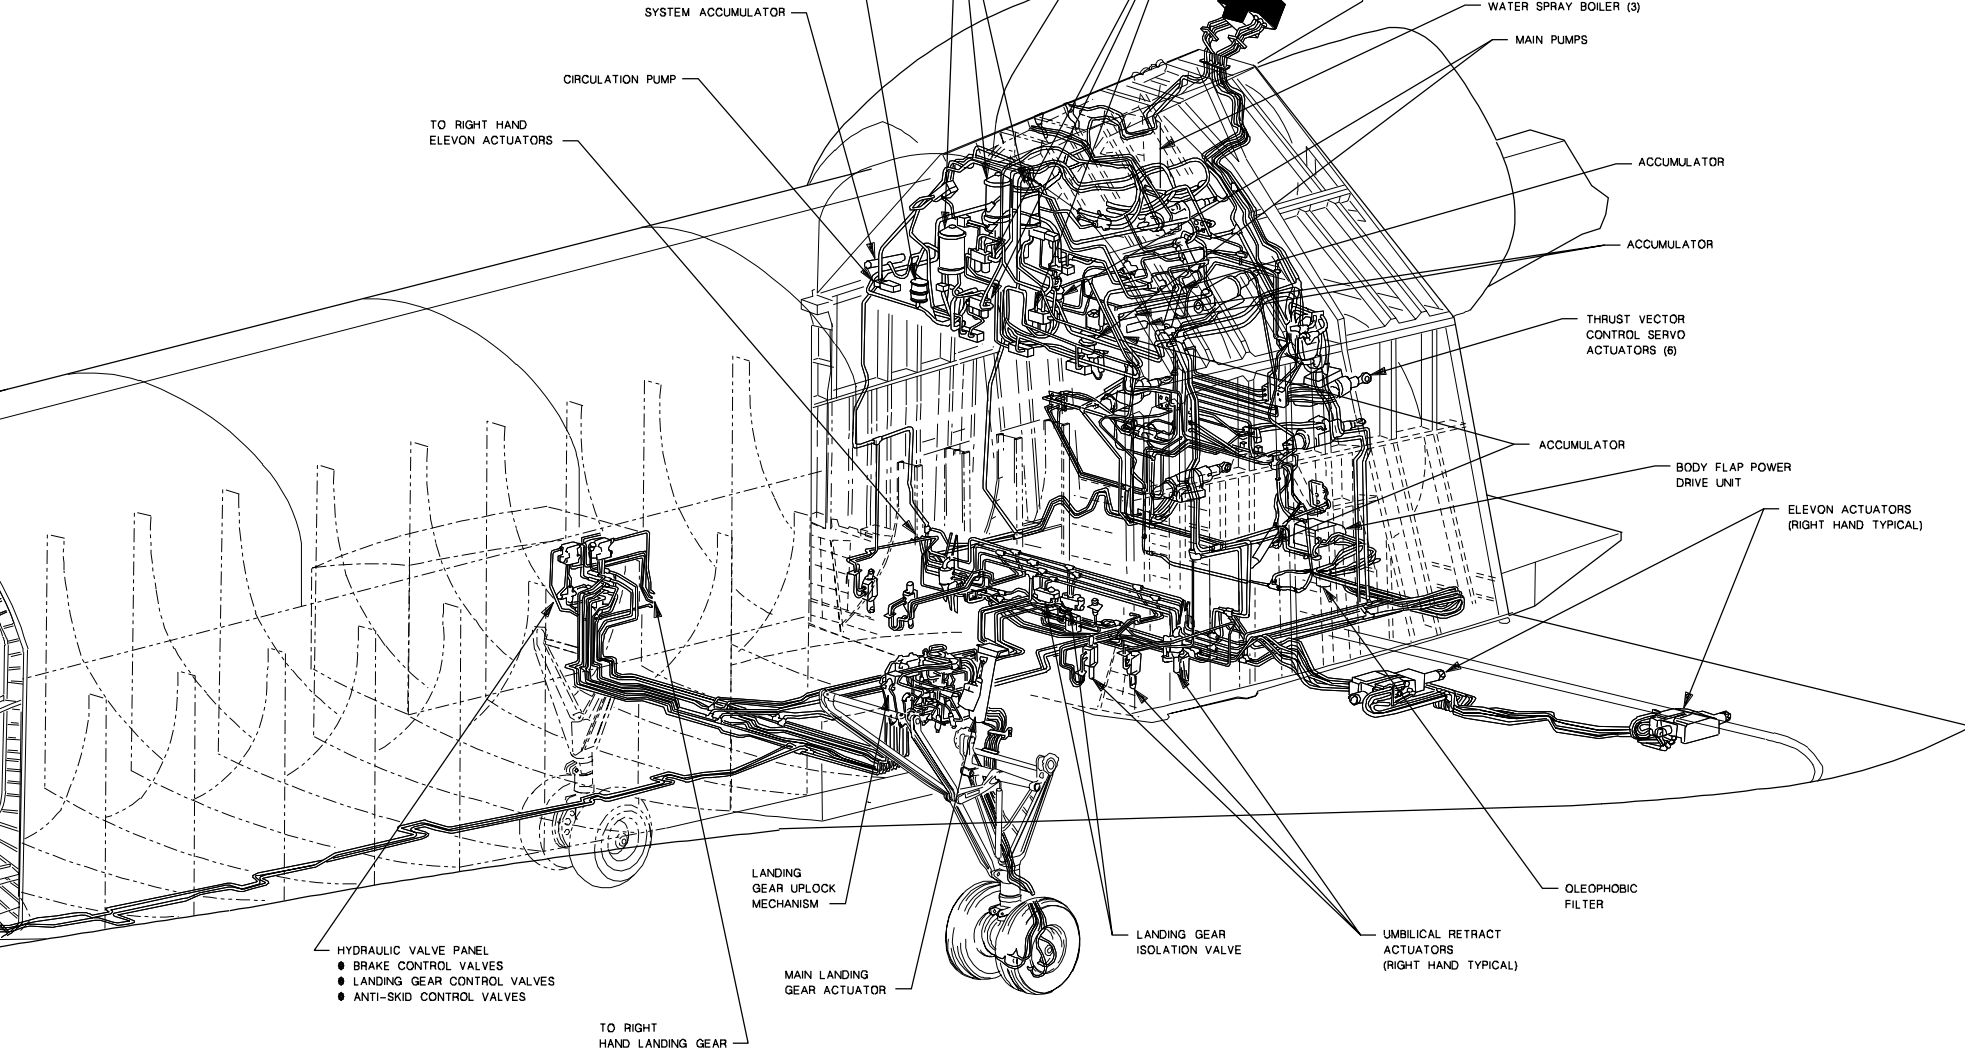 SYSTEM ACCUMULATOR
WATER SPRAY BOILER (3)
MAIN PUMPS
CIRCULATION PUMP
TO RIGHT HAND
ELEVON ACTUATORS
ACCUMULATOR
ACCUMULATOR
THRUST VECTOR
CONTROL SERVO
ACTUATORS (6)
ACCUMULATOR
BODY FLAP POWER
DRIVE UNIT
ELEVON ACTUATORS
(RIGHT HAND TYPICAL)
OLEOPHOBIC
FILTER
UMBILICAL RETRACT
ACTUATORS
(RIGHT HAND TYPICAL)
LANDING GEAR
ISOLATION VALVE
LANDING
GEAR UPLOCK
MECHANISM
MAIN LANDING
GEAR ACTUATOR
HYDRAULIC VALVE PANEL
● BRAKE CONTROL VALVES
● LANDING GEAR CONTROL VALVES
● ANTI-SKID CONTROL VALVES
TO RIGHT
HAND LANDING GEAR